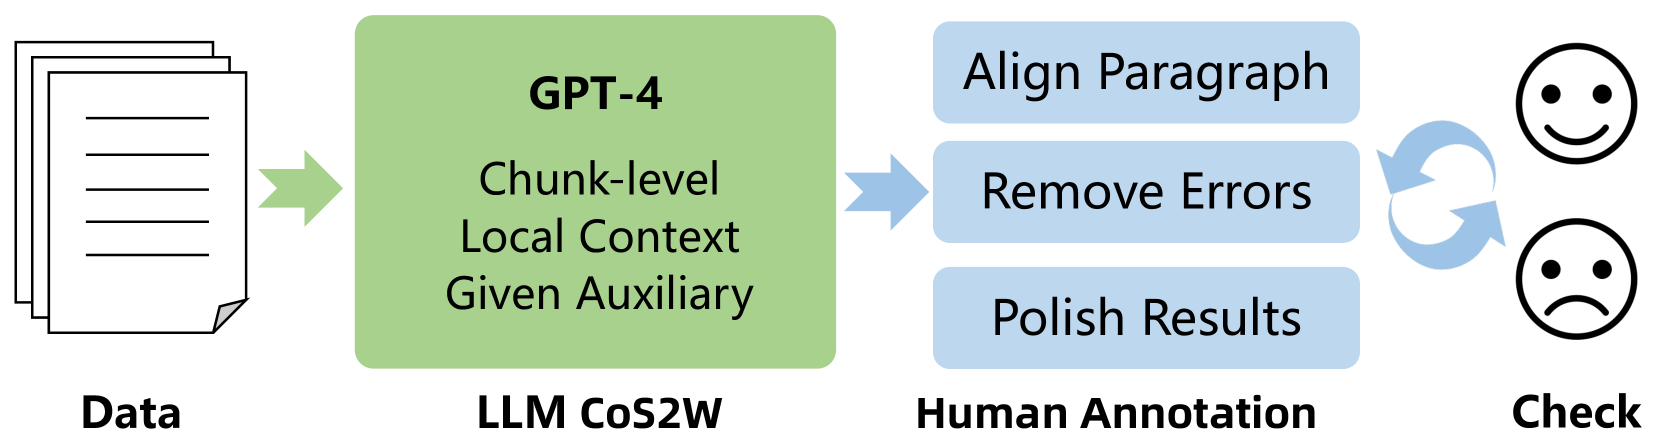 GPT-4
Chunk-level
Local Context
Given Auxiliary
Align Paragraph
Remove Errors
Polish Results
Data
LLM CoS2W
Human Annotation
Check